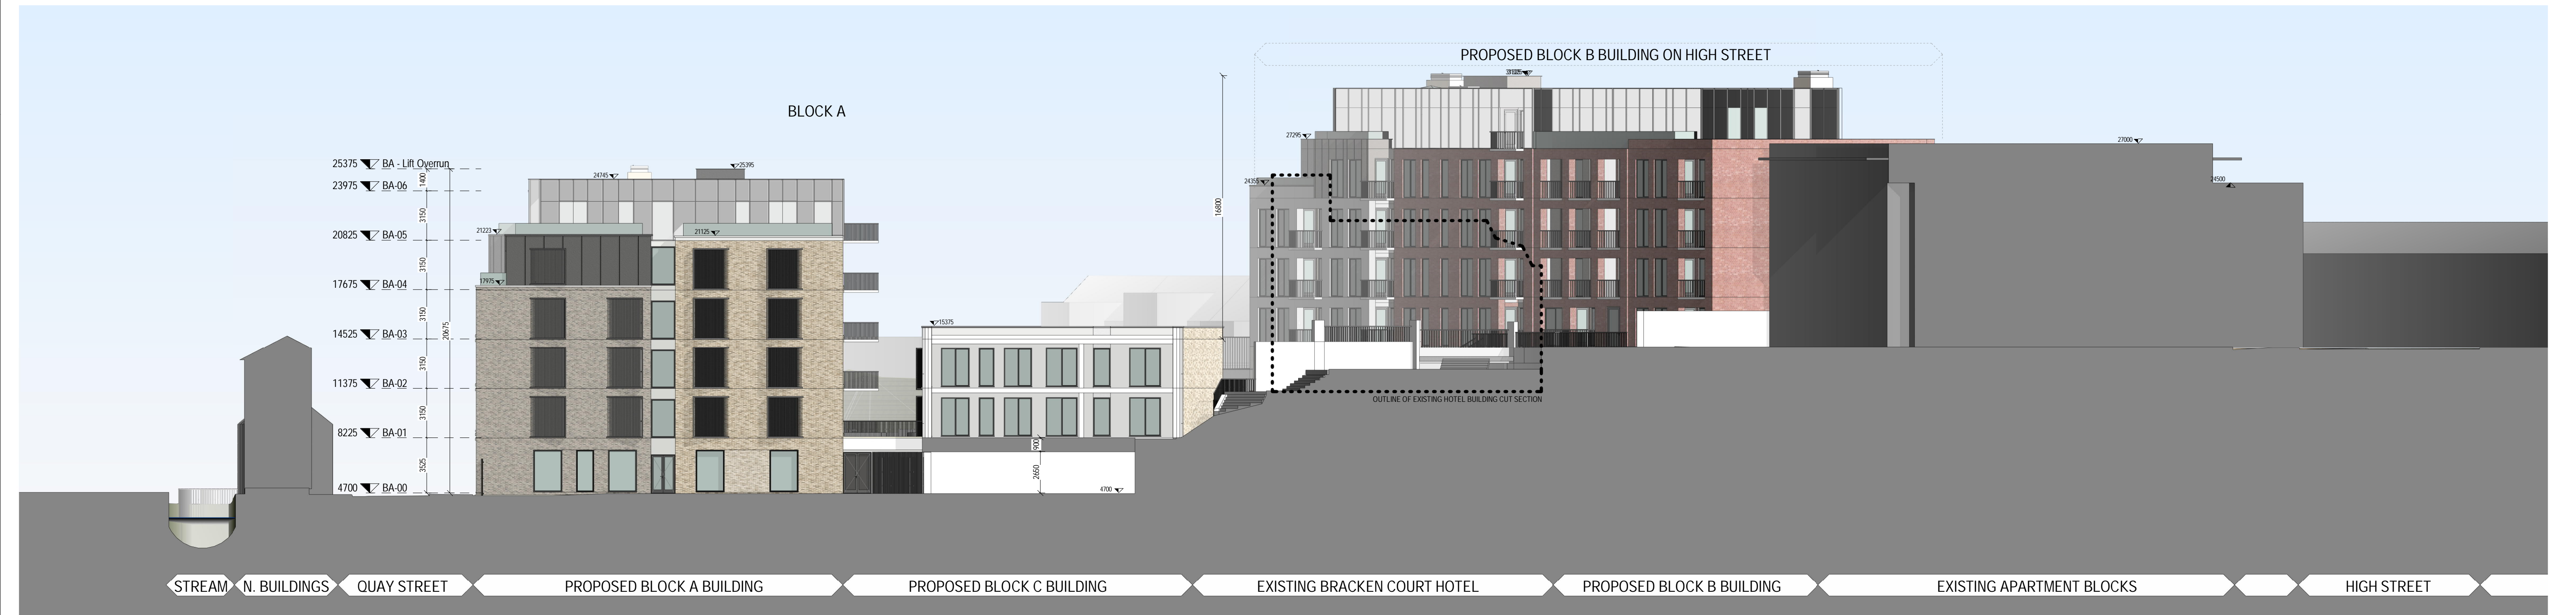 PROPOSED BLOCK B BUILDING ON HIGH STREET
BLOCK A
27295
27000
25375 BA - Lift Overrun
25395
24745
1400
23975 BA-06
24355
24500
3150
16800
20825 BA-05
21223
21125
3150
17675 BA-04
17975
3150
20675
14525 BA-03
15375
3150
11375 BA-02
OUTLINE OF EXISTING HOTEL BUILDING CUT SECTION
3150
8225 BA-01
900
3525
2650
4700 BA-00
4700
STREAM
N. BUILDINGS
QUAY STREET
PROPOSED BLOCK A BUILDING
PROPOSED BLOCK C BUILDING
EXISTING BRACKEN COURT HOTEL
PROPOSED BLOCK B BUILDING
EXISTING APARTMENT BLOCKS
HIGH STREET